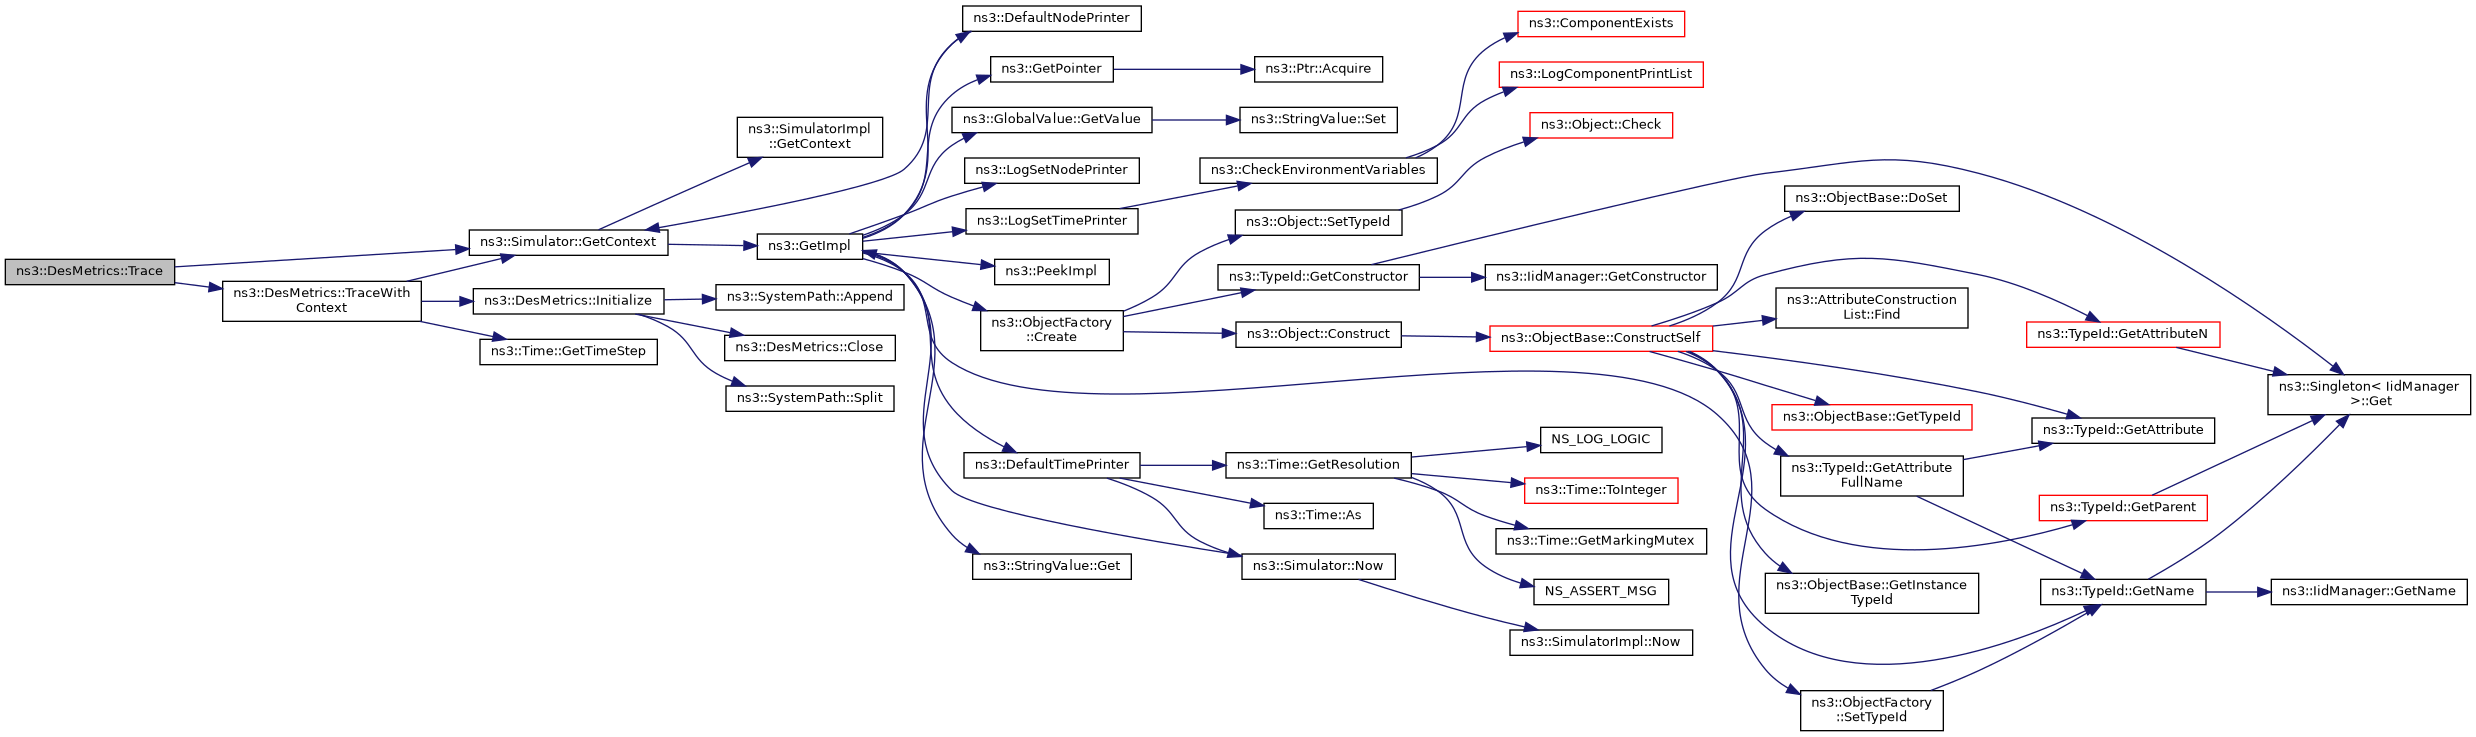 ns3::DesMetrics::Trace
ns3::DesMetrics::TraceWith
Context
ns3::Simulator::GetContext
ns3::DesMetrics::Initialize
ns3::Time::GetTimeStep
ns3::SimulatorImpl
::GetContext
ns3::GetImpl
ns3::SystemPath::Append
ns3::DesMetrics::Close
ns3::SystemPath::Split
ns3::DefaultNodePrinter
ns3::GetPointer
ns3::GlobalValue::GetValue
ns3::LogSetNodePrinter
ns3::LogSetTimePrinter
ns3::PeekImpl
ns3::ObjectFactory
::Create
ns3::DefaultTimePrinter
ns3::StringValue::Get
ns3::Ptr::Acquire
ns3::StringValue::Set
ns3::CheckEnvironmentVariables
ns3::Object::SetTypeId
ns3::TypeId::GetConstructor
ns3::Object::Construct
ns3::Time::GetResolution
ns3::Time::As
ns3::Simulator::Now
ns3::ComponentExists
ns3::LogComponentPrintList
ns3::Object::Check
ns3::IidManager::GetConstructor
ns3::ObjectBase::ConstructSelf
NS_LOG_LOGIC
ns3::Time::ToInteger
ns3::Time::GetMarkingMutex
NS_ASSERT_MSG
ns3::SimulatorImpl::Now
ns3::ObjectBase::DoSet
ns3::AttributeConstruction
List::Find
ns3::ObjectBase::GetTypeId
ns3::TypeId::GetAttribute
FullName
ns3::ObjectBase::GetInstance
TypeId
ns3::ObjectFactory
::SetTypeId
ns3::TypeId::GetAttributeN
ns3::TypeId::GetAttribute
ns3::TypeId::GetParent
ns3::TypeId::GetName
ns3::Singleton< IidManager
>::Get
ns3::IidManager::GetName